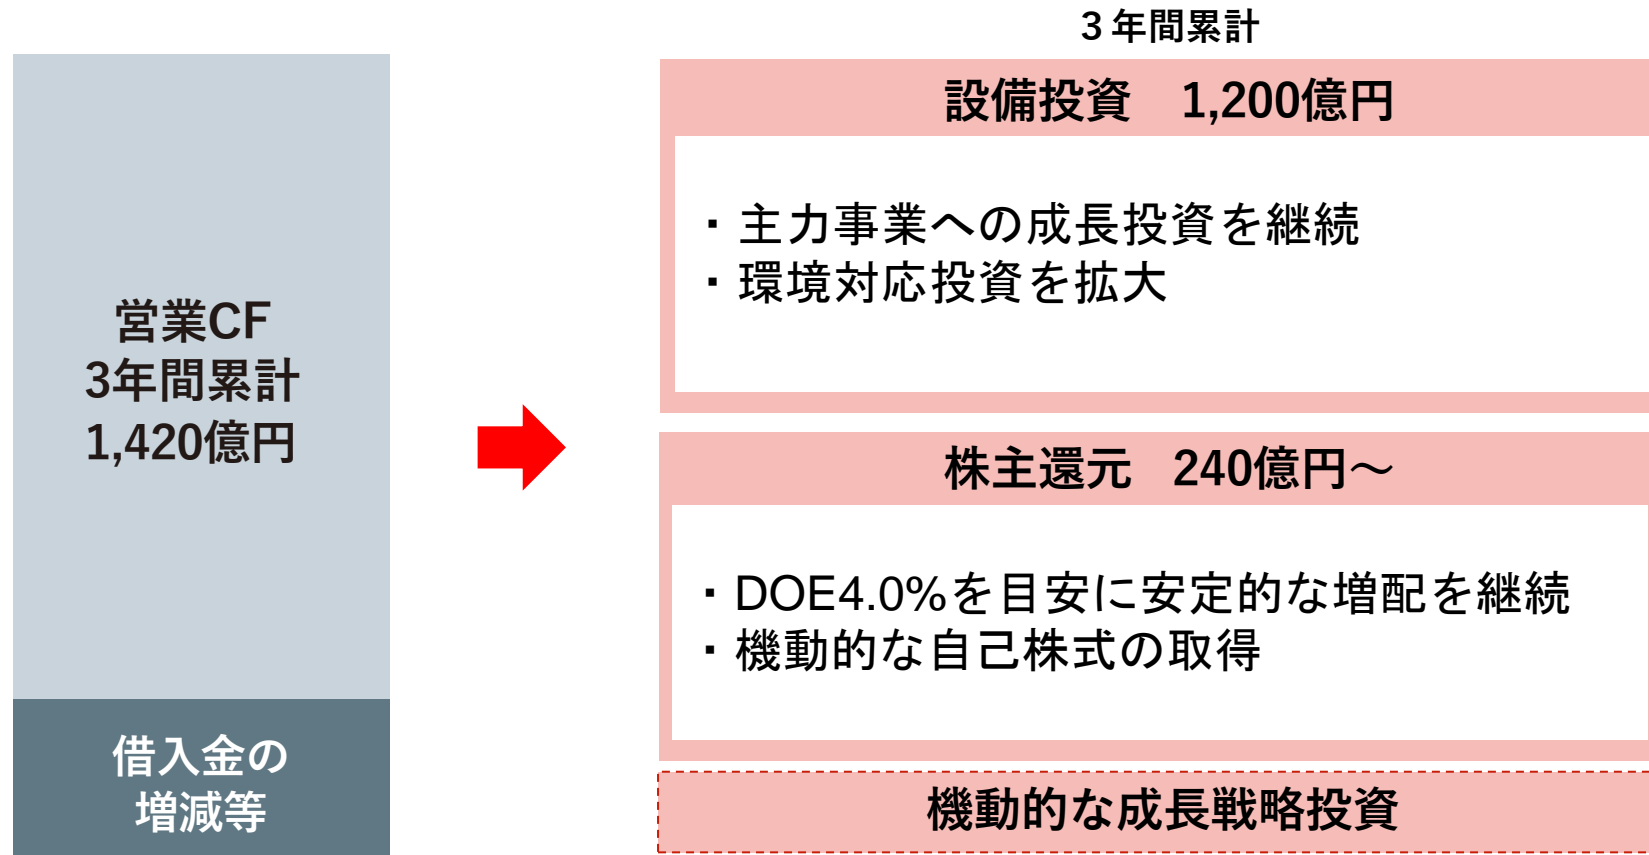 営業CF
3年間累計
1,420億円
借入金の
増減等
３年間累計
設備投資　1,200億円
・主力事業への成長投資を継続
・環境対応投資を拡大
株主還元　240億円～
・DOE4.0%を目安に安定的な増配を継続
・機動的な自己株式の取得
機動的な成長戦略投資